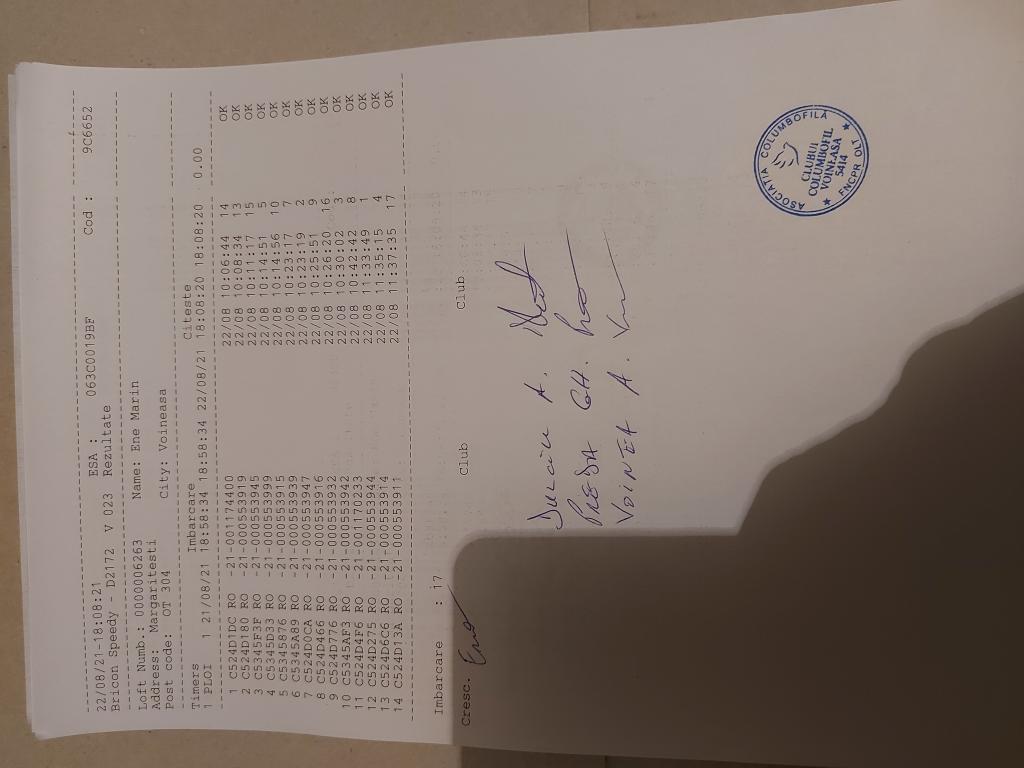 22/08/21-18:08:21 ESA : 063C0019BF Cod : 9C6652
Bricon Speedy - D2172 V 023 Rezultate
Loft Numb.: 0000006263 Name: Ene Marin
Address: Margaritesti
Post code: OT 304 City: Voineasa
Timers Imbarcare Citeste
1 PLOI 1 21/08/21 18:58:34 18:58:34 22/08/21 18:08:20 18:08:20 0.00
1 C524D1DC RO -21-001174400 22/08 10:06:44 14 OK
2 C524D180 RO -21-000553919 22/08 10:08:34 13 OK
3 C5345F3F RO -21-000553945 22/08 10:11:17 15 OK
4 C5345D33 RO -21-000553999 22/08 10:14:51 5 OK
5 C5345876 RO -21-000553915 22/08 10:14:56 10 OK
6 C5345A89 RO -21-000553939 22/08 10:23:17 7 OK
7 C524D0CA RO -21-000553947 22/08 10:23:19 2 OK
8 C524D466 RO -21-000553916 22/08 10:25:51 9 OK
9 C524D776 RO -21-000553932 22/08 10:26:20 16 OK
10 C5345AF3 RO -21-000553942 22/08 10:30:02 3 OK
11 C524D4F6 RO -21-001170233 22/08 10:42:42 8 OK
12 C524D275 RO -21-000553944 22/08 11:33:49 1 OK
13 C524D6C6 RO -21-000553914 22/08 11:35:15 4 OK
14 C524D13A RO -21-000553911 22/08 11:37:35 17 OK
Imbarcare : 17
Cresc. Ene Club Club
A.
PREDA GH.
VOINEA A.
ASOCIATIA COLUMBOFILA
CLUBUL
COLUMBOFIL
VOINEASA
5414
FNCPR OLT